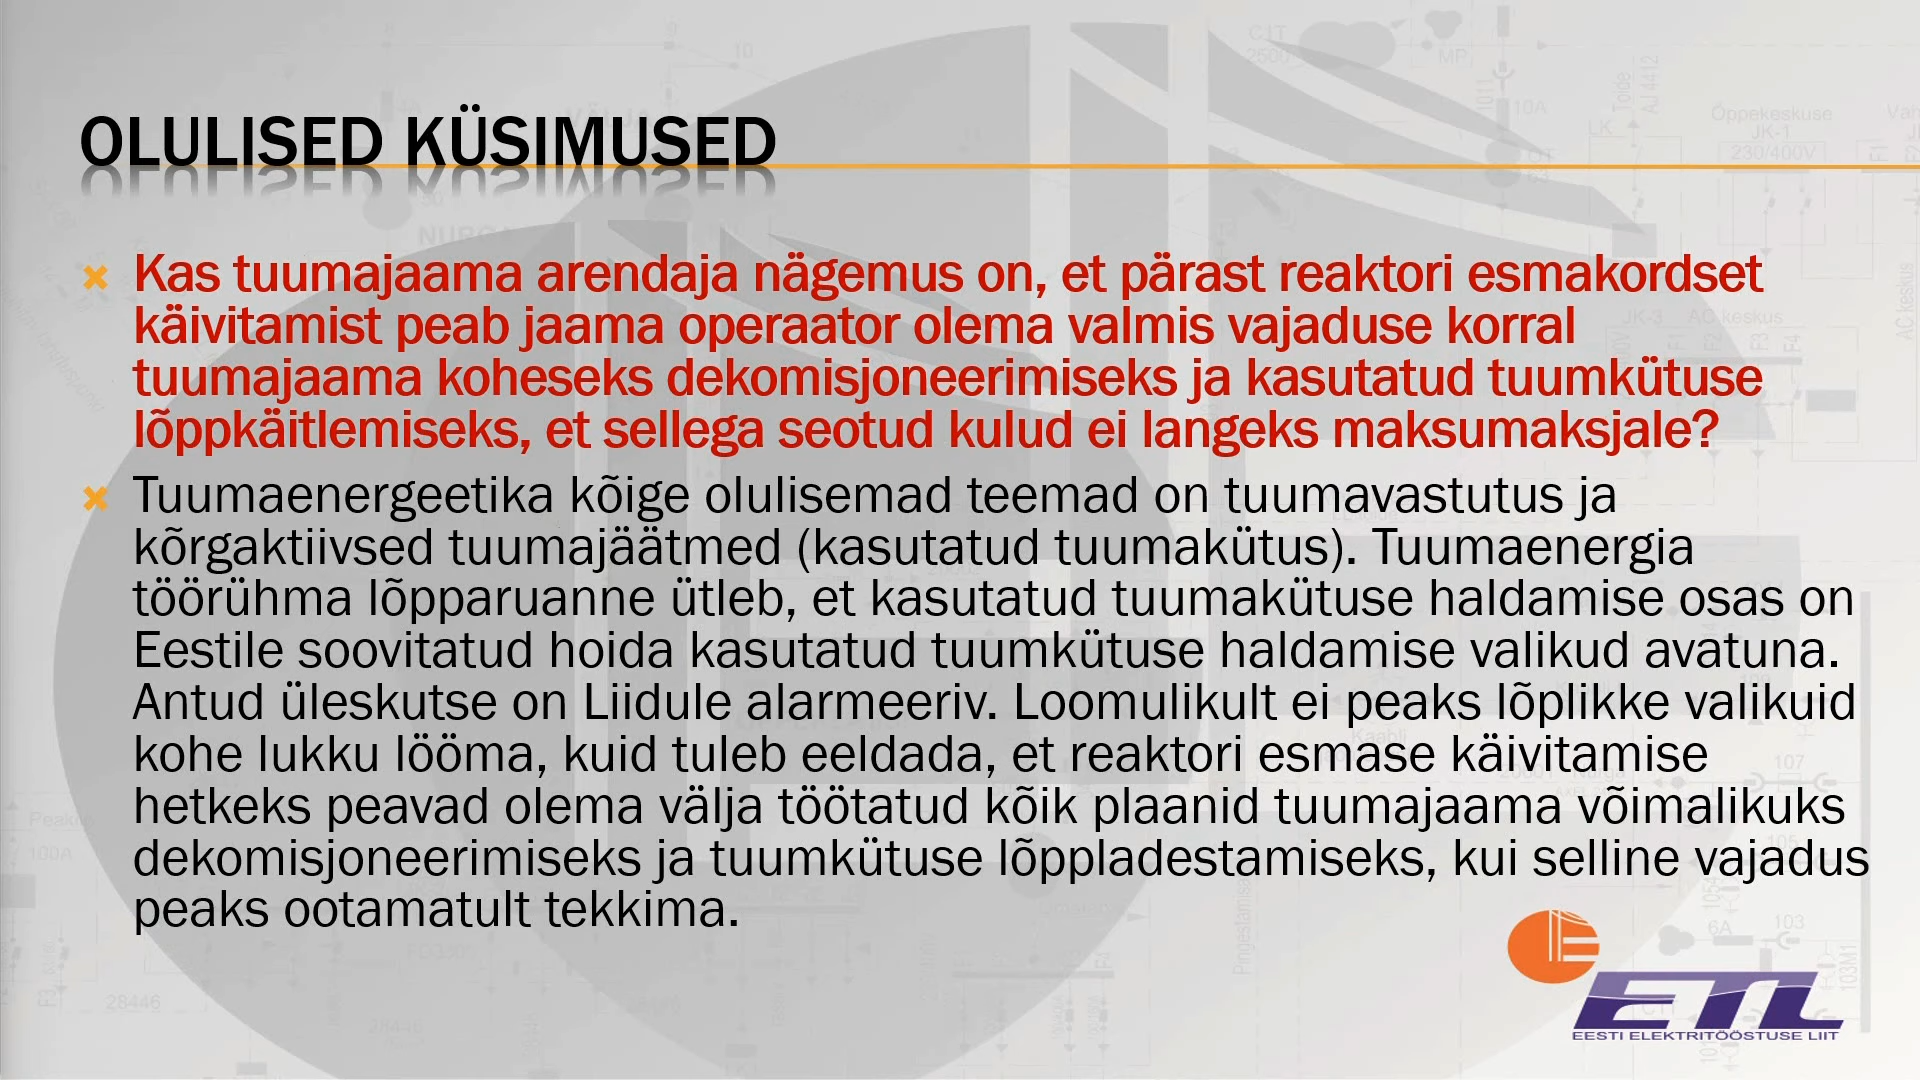 OLULISED KÜSIMUSED
Kas tuumajaama arendaja nägemus on, et pärast reaktori esmakordset
käivitamist peab jaama operaator olema valmis vajaduse korral
tuumajaama koheseks dekomisjoneerimiseks ja kasutatud tuumkütuse
lõppkäitlemiseks, et sellega seotud kulud ei langeks maksumaksjale?
Tuumaenergeetika kõige olulisemad teemad on tuumavastutus ja
kõrgaktiivsed tuumajäätmed (kasutatud tuumakütus). Tuumaenergia
töörühma lõpparuanne ütleb, et kasutatud tuumakütuse haldamise osas on
Eestile soovitatud hoida kasutatud tuumkütuse haldamise valikud avatuna.
Antud üleskutse on Liidule alarmeeriv. Loomulikult ei peaks lõplikke valikuid
kohe lukku lööma, kuid tuleb eeldada, et reaktori esmase käivitamise
hetkeks peavad olema välja töötatud kõik plaanid tuumajaama võimalikuks
dekomisjoneerimiseks ja tuumkütuse lõppladestamiseks, kui selline vajadus
peaks ootamatult tekkima.
ETL
EESTI ELEKTRITÖÖSTUSE LIIT